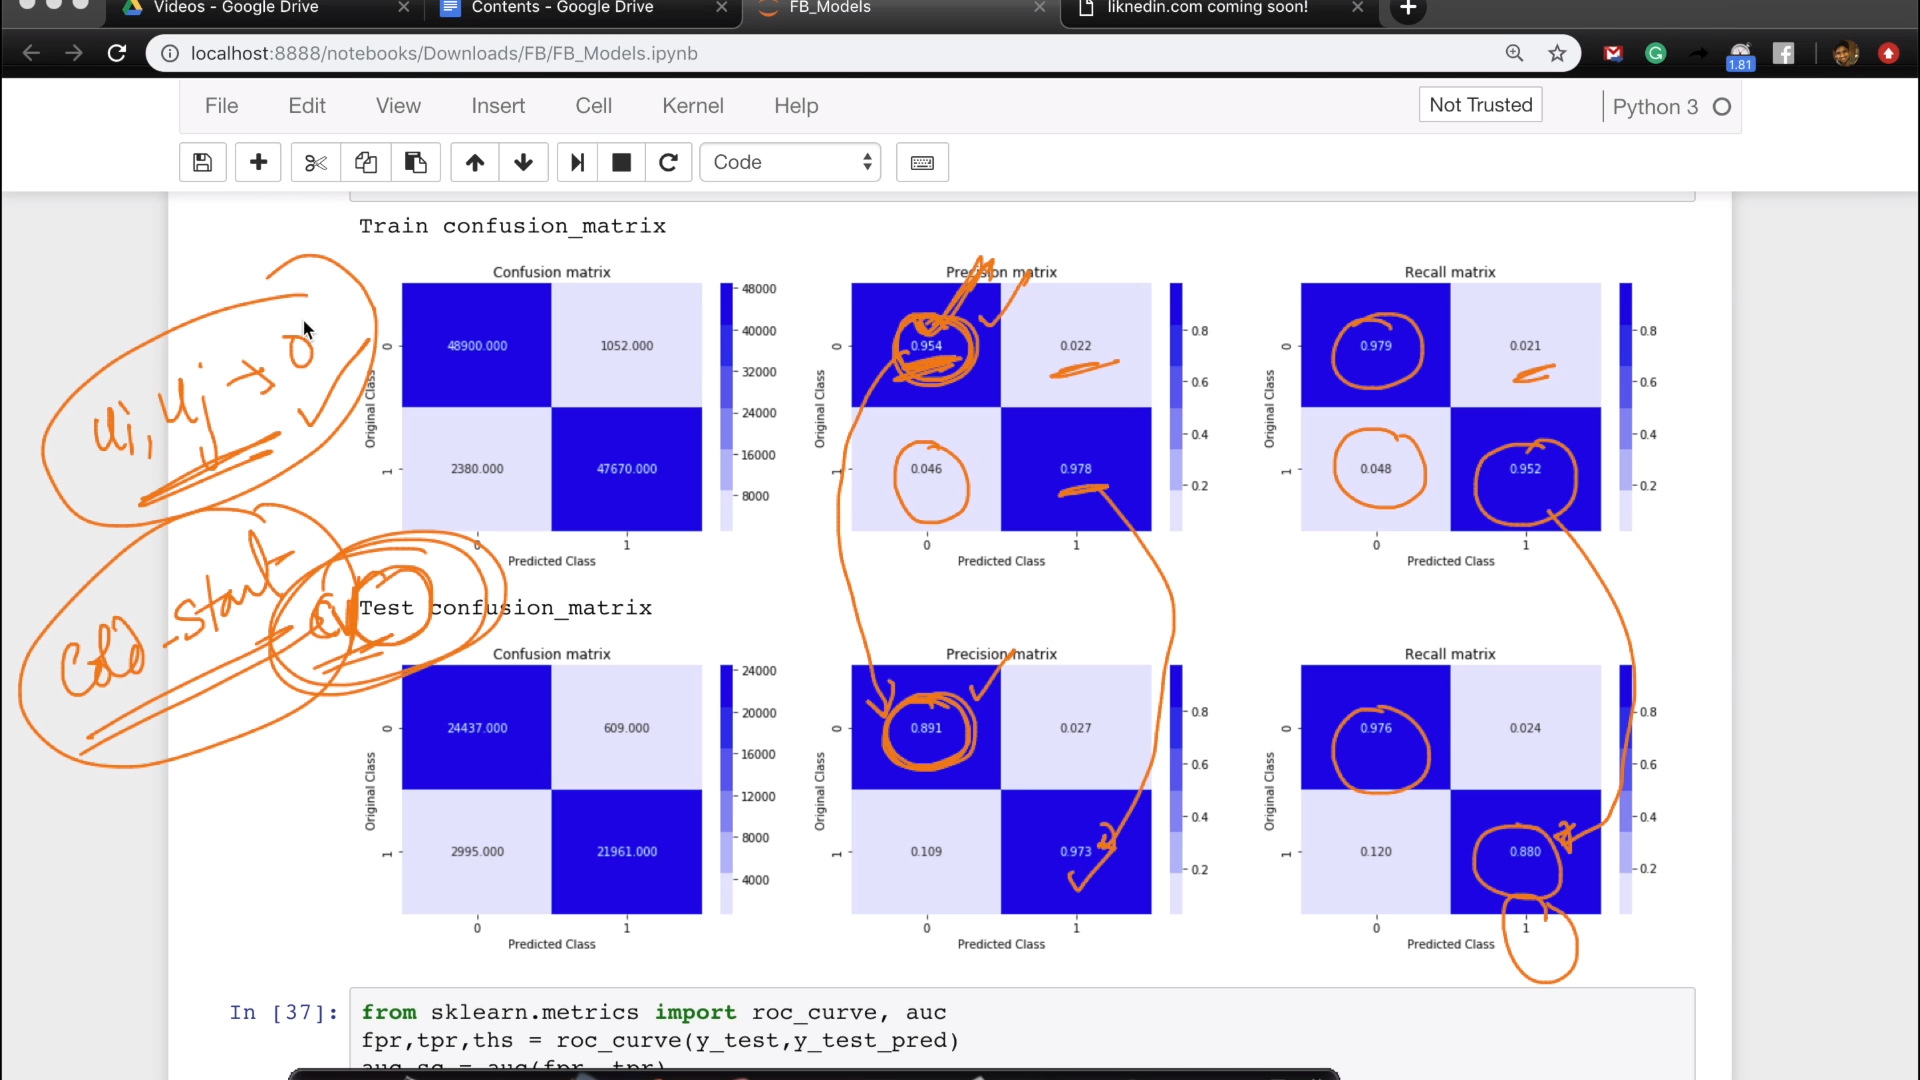 Videos - Google Drive
Contents - Google Drive
FB_Models
liknedin.com coming soon!
localhost:8888/notebooks/Downloads/FB/FB_Models.ipynb
1.81
File Edit View Insert Cell Kernel Help
Not Trusted
Python 3
Code
Train confusion_matrix
Confusion matrix
Precision matrix
Recall matrix
48900.000 1052.000
2380.000 47670.000
48000
40000
32000
24000
16000
8000
0.954 0.022
0.046 0.978
0.8
0.6
0.4
0.2
0.979 0.021
0.048 0.952
0.8
0.6
0.4
0.2
Original Class
Original Class
Original Class
0
1
0
1
0
1
0 1
0 1
0 1
Predicted Class
Predicted Class
Predicted Class
ui, uj → 0
Cold-start
Test confusion_matrix
Confusion matrix
Precision matrix
Recall matrix
24437.000 609.000
2995.000 21961.000
24000
20000
16000
12000
8000
4000
0.891 0.027
0.109 0.973
0.8
0.6
0.4
0.2
0.976 0.024
0.120 0.880
0.8
0.6
0.4
0.2
Original Class
Original Class
Original Class
0
1
0
1
0
1
0 1
0 1
0 1
Predicted Class
Predicted Class
Predicted Class
In [37]:
from sklearn.metrics import roc_curve, auc
fpr,tpr,ths = roc_curve(y_test,y_test_pred)
auc_sc = auc(fpr, tpr)